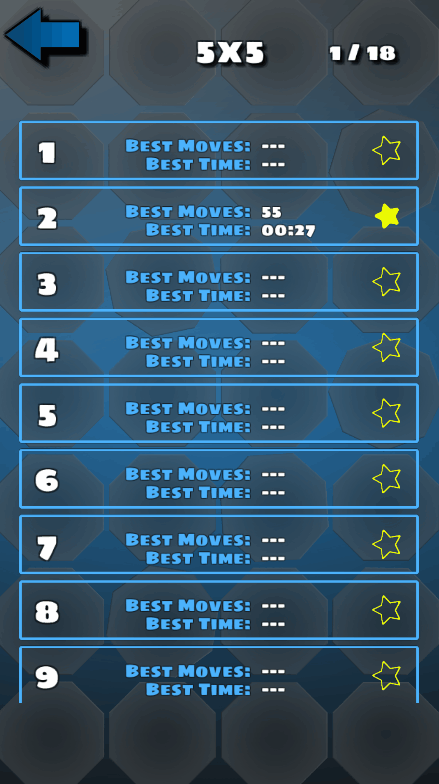 5X5 1 / 18
1 Best Moves: ---
Best Time: ---
2 Best Moves: 55
Best Time: 00:27
3 Best Moves: ---
Best Time: ---
4 Best Moves: ---
Best Time: ---
5 Best Moves: ---
Best Time: ---
6 Best Moves: ---
Best Time: ---
7 Best Moves: ---
Best Time: ---
8 Best Moves: ---
Best Time: ---
9 Best Moves: ---
Best Time: ---